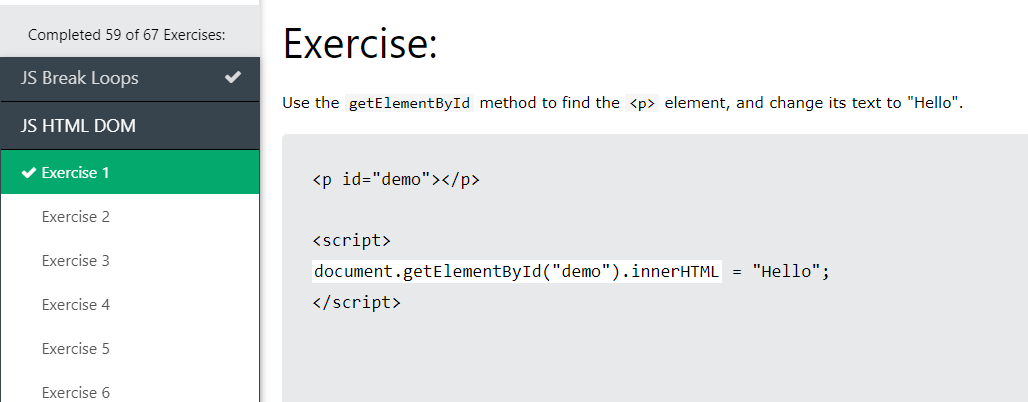 Completed 59 of 67 Exercises:
JS Break Loops
JS HTML DOM
Exercise 1
Exercise 2
Exercise 3
Exercise 4
Exercise 5
Exercise 6
Exercise:
Use the getElementById method to find the <p> element, and change its text to "Hello".
<p id="demo"></p>
<script>
document.getElementById("demo").innerHTML = "Hello";
</script>